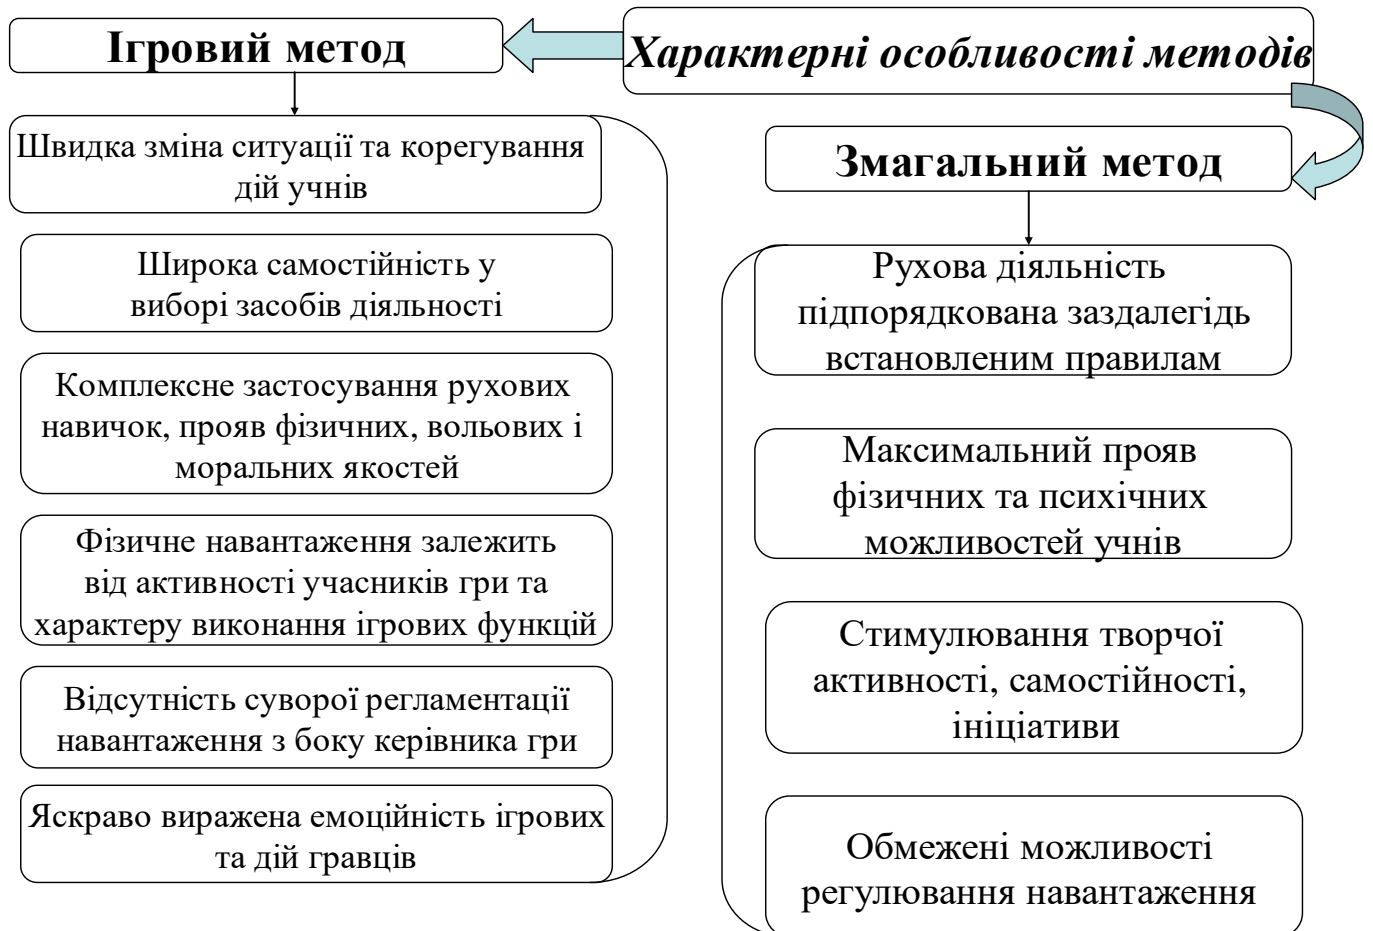 Характерні особливості методів
Ігровий метод
Швидка зміна ситуації та корегування
дій учнів
Широка самостійність у
виборі засобів діяльності
Комплексне застосування рухових
навичок, прояв фізичних, вольових і
моральних якостей
Фізичне навантаження залежить
від активності учасників гри та
характеру виконання ігрових функцій
Відсутність суворої регламентації
навантаження з боку керівника гри
Яскраво виражена емоційність ігрових
та дій гравців
Змагальний метод
Рухова діяльність
підпорядкована заздалегідь
встановленим правилам
Максимальний прояв
фізичних та психічних
можливостей учнів
Стимулювання творчої
активності, самостійності,
ініціативи
Обмежені можливості
регулювання навантаження